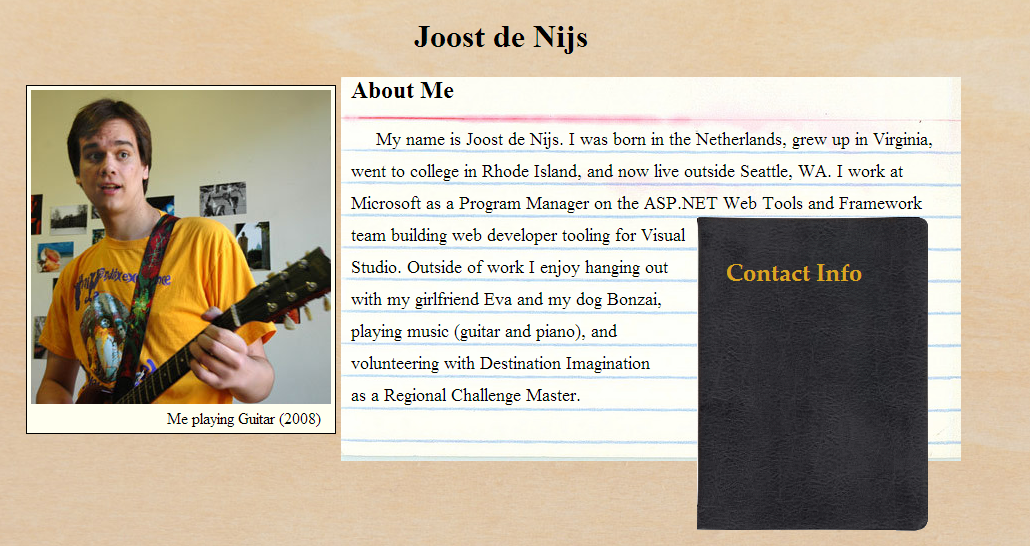 Joost de Nijs
About Me
My name is Joost de Nijs. I was born in the Netherlands, grew up in Virginia,
went to college in Rhode Island, and now live outside Seattle, WA. I work at
Microsoft as a Program Manager on the ASP.NET Web Tools and Framework
team building web developer tooling for Visual
Studio. Outside of work I enjoy hanging out
with my girlfriend Eva and my dog Bonzai,
playing music (guitar and piano), and
volunteering with Destination Imagination
as a Regional Challenge Master.
Contact Info
Me playing Guitar (2008)